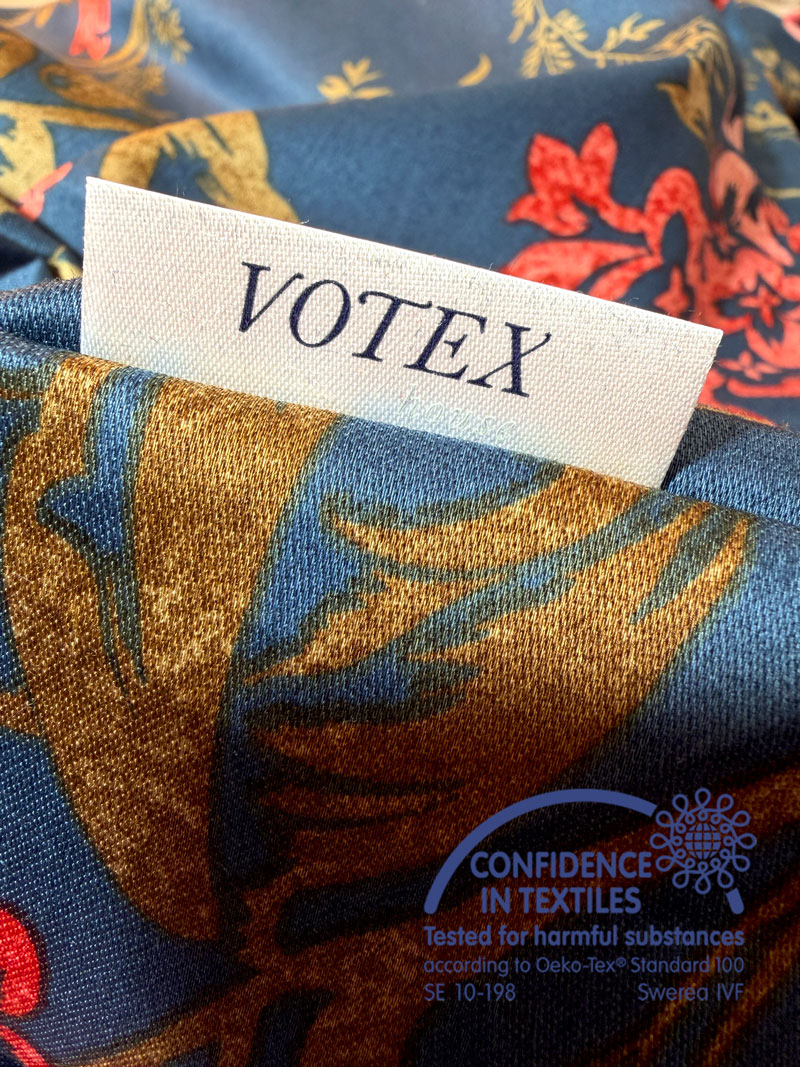 VOTEX
CONFIDENCE
IN TEXTILES
Tested for harmful substances
according to Oeko-Tex® Standard 100
SE 10-198 Swerea IVF